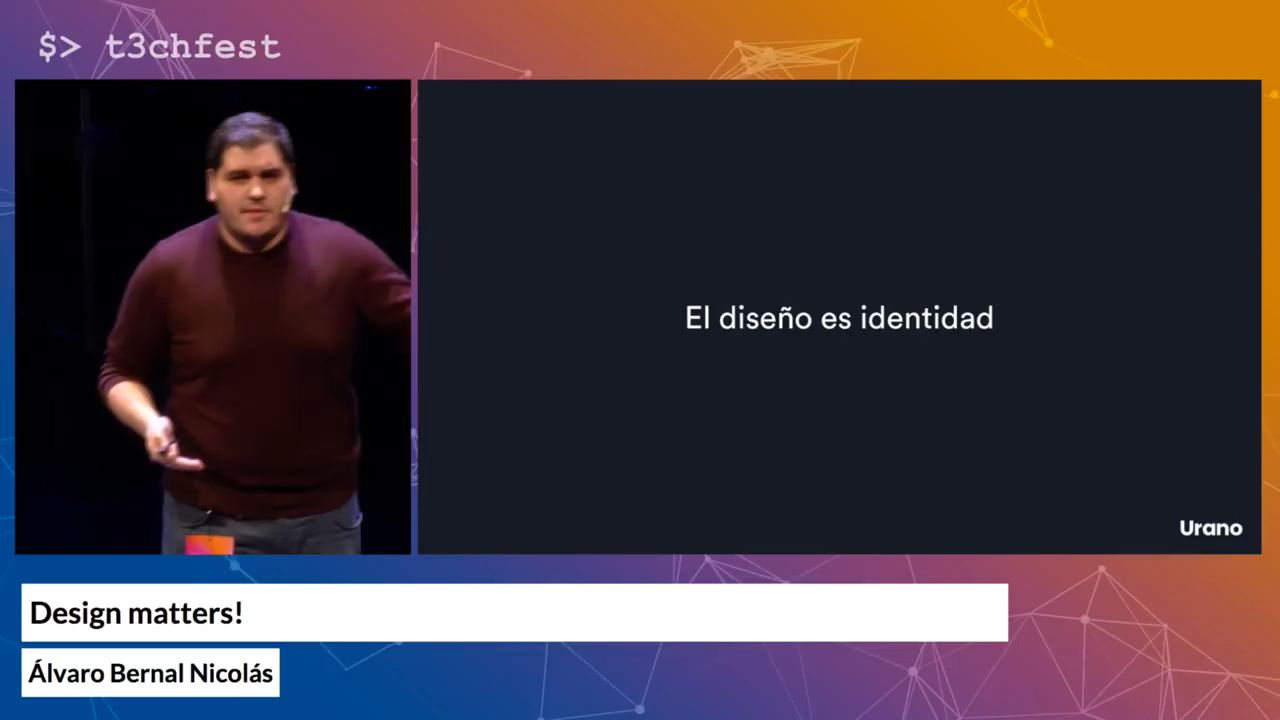 $> t3chfest
El diseño es identidad
Urano
Design matters!
Álvaro Bernal Nicolás